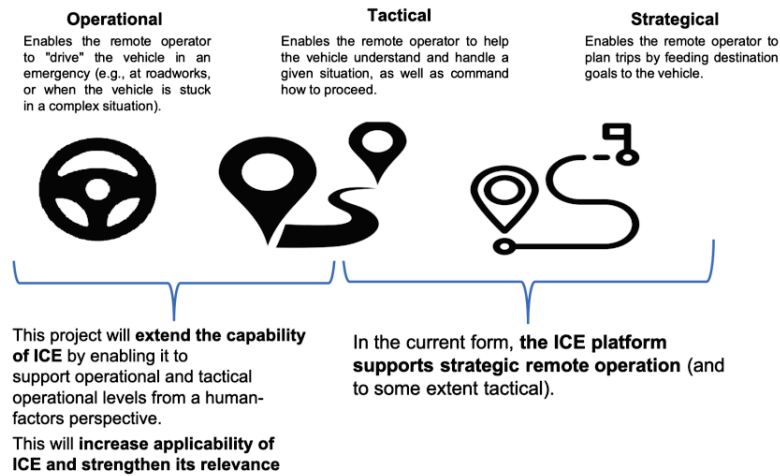 Operational
Enables the remote operator
to "drive" the vehicle in an
emergency (e.g., at roadworks,
or when the vehicle is stuck
in a complex situation).
Tactical
Enables the remote operator to help
the vehicle understand and handle a
given situation, as well as command
how to proceed.
Strategical
Enables the remote operator to
plan trips by feeding destination
goals to the vehicle.
This project will extend the capability
of ICE by enabling it to
support operational and tactical
operational levels from a human-
factors perspective.
This will increase applicability of
ICE and strengthen its relevance
In the current form, the ICE platform
supports strategic remote operation (and
to some extent tactical).